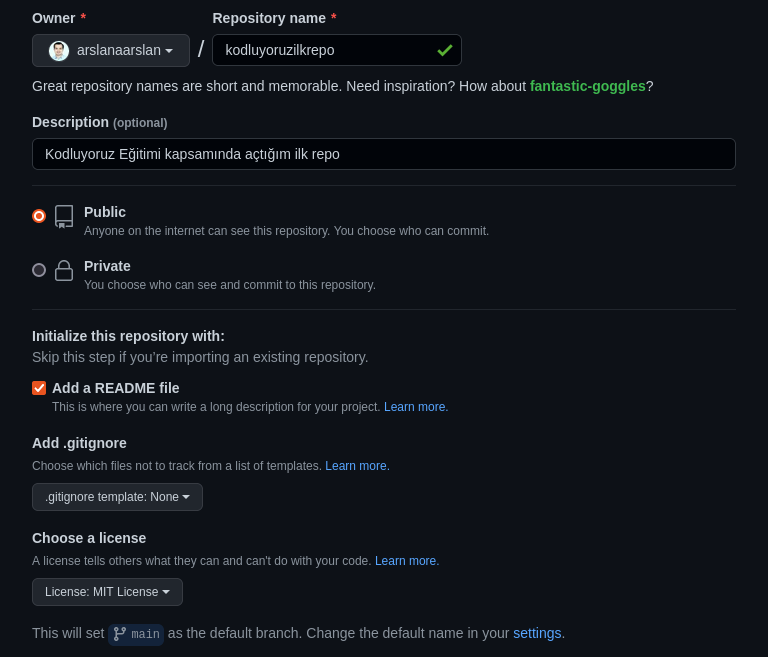 Owner * Repository name *
arslanaarslan / kodluyoruzilkrepo
Great repository names are short and memorable. Need inspiration? How about fantastic-goggles?
Description (optional)
Kodluyoruz Eğitimi kapsamında açtığım ilk repo
Public
Anyone on the internet can see this repository. You choose who can commit.
Private
You choose who can see and commit to this repository.
Initialize this repository with:
Skip this step if you’re importing an existing repository.
Add a README file
This is where you can write a long description for your project. Learn more.
Add .gitignore
Choose which files not to track from a list of templates. Learn more.
.gitignore template: None
Choose a license
A license tells others what they can and can't do with your code. Learn more.
License: MIT License
This will set main as the default branch. Change the default name in your settings.